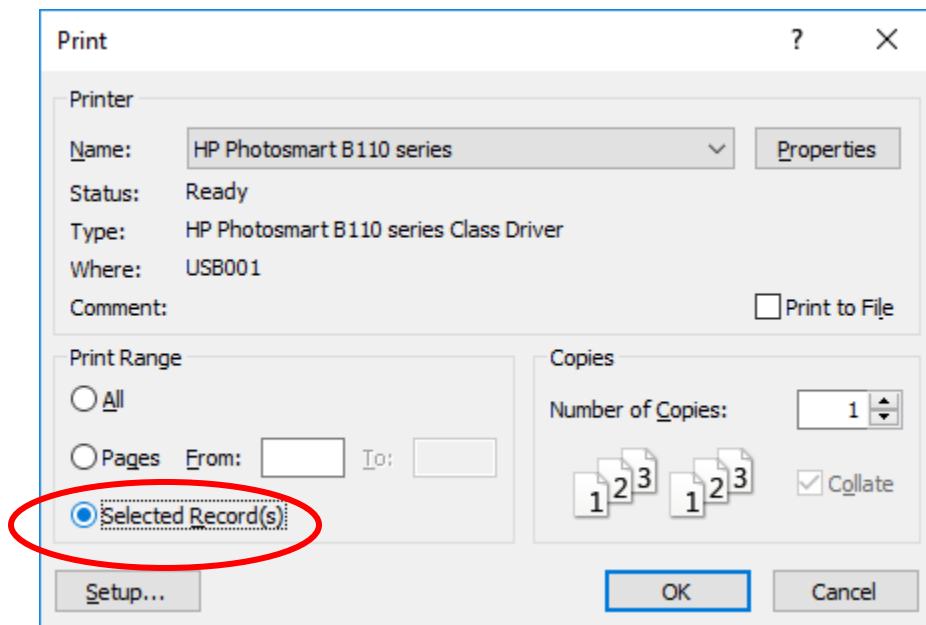 Print ?
Printer
Name: HP Photosmart B110 series Properties
Status: Ready
Type: HP Photosmart B110 series Class Driver
Where: USB001
Comment: Print to File
Print Range
All
Pages From: To:
Selected Record(s)
Copies
Number of Copies: 1
1 2 3 1 2 3 Collate
Setup... OK Cancel